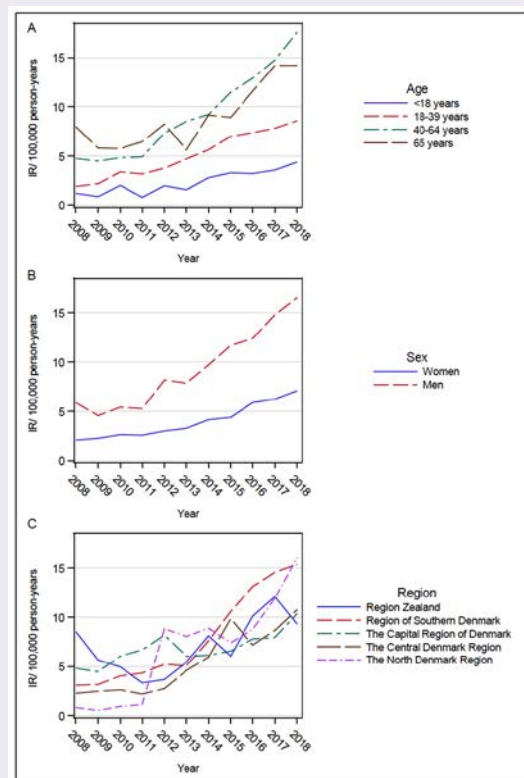 A
IR/ 100,000 person-years
15
10
5
0
2008 2009 2010 2011 2012 2013 2014 2015 2016 2017 2018
Year
Age
<18 years
18-39 years
40-64 years
65 years
B
IR/ 100,000 person-years
15
10
5
0
2008 2009 2010 2011 2012 2013 2014 2015 2016 2017 2018
Year
Sex
Women
Men
C
IR/ 100,000 person-years
15
10
5
0
2008 2009 2010 2011 2012 2013 2014 2015 2016 2017 2018
Year
Region
Region Zealand
Region of Southern Denmark
The Capital Region of Denmark
The Central Denmark Region
The North Denmark Region